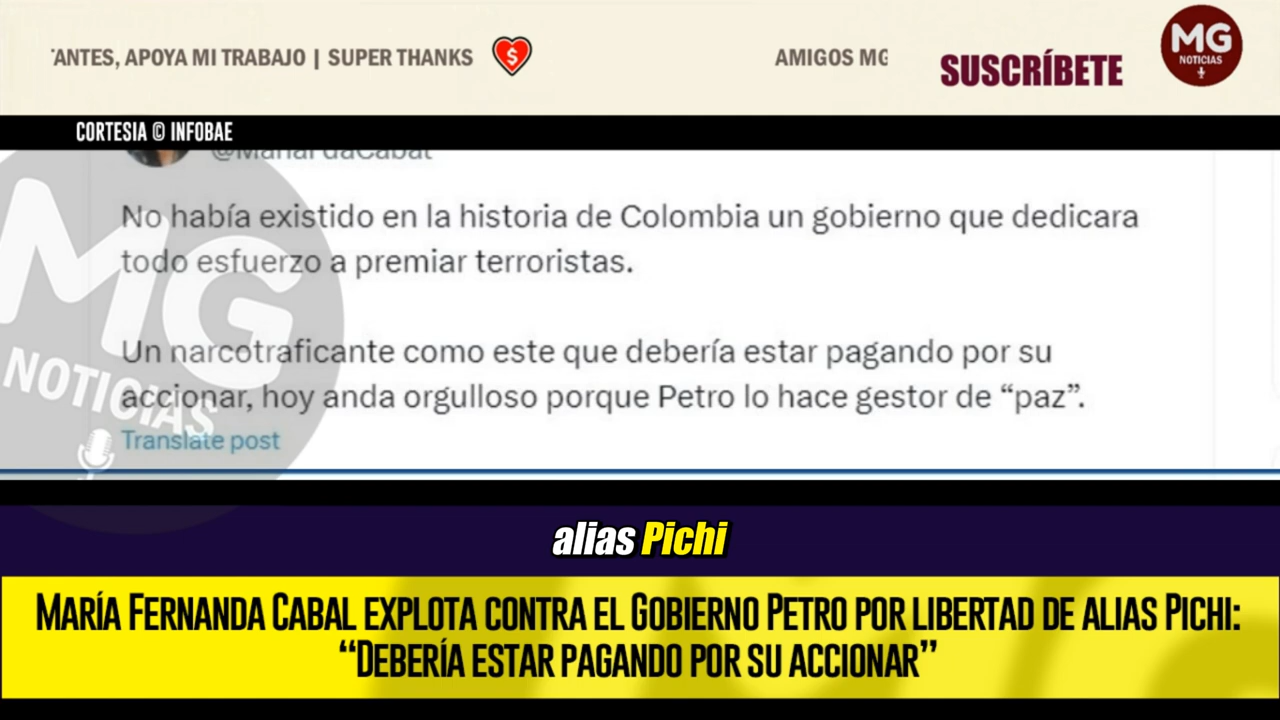 'ANTES, APOYA MI TRABAJO | SUPER THANKS
AMIGOS MG
SUSCRÍBETE
MG
NOTICIAS
CORTESIA © INFOBAE
No había existido en la historia de Colombia un gobierno que dedicara
todo esfuerzo a premiar terroristas.
Un narcotraficante como este que debería estar pagando por su
accionar, hoy anda orgulloso porque Petro lo hace gestor de “paz”.
Translate post
MG
NOTICIAS
alias Pichi
MARÍA FERNANDA CABAL EXPLOTA CONTRA EL GOBIERNO PETRO POR LIBERTAD DE ALIAS PICHI:
“DEBERÍA ESTAR PAGANDO POR SU ACCIONAR”